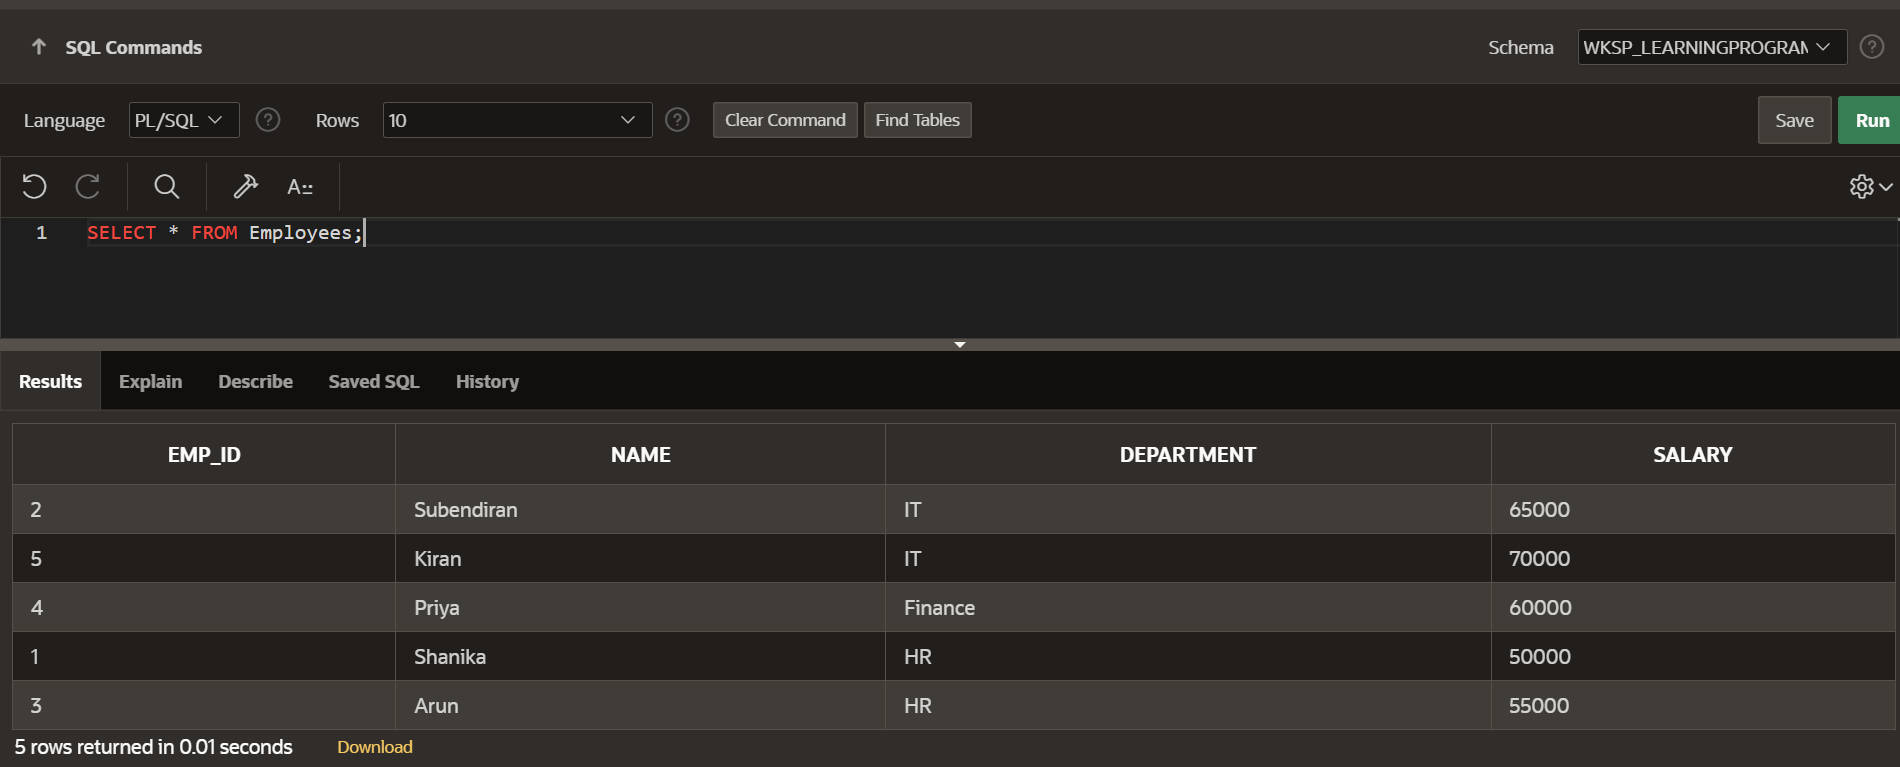 SQL Commands Schema WKSP_LEARNINGPROGRAM
Language PL/SQL ? Rows 10 ? Clear Command Find Tables Save Run
A
1 SELECT * FROM Employees;
Results Explain Describe Saved SQL History
EMP_ID NAME DEPARTMENT SALARY
2 Subendiran IT 65000
5 Kiran IT 70000
4 Priya Finance 60000
1 Shanika HR 50000
3 Arun HR 55000
5 rows returned in 0.01 seconds Download